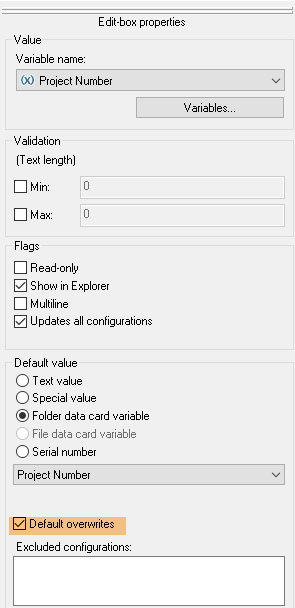 Edit-box properties
Value
Variable name:
(x) Project Number
Variables...
Validation
(Text length)
Min: 0
Max: 0
Flags
Read-only
Show in Explorer
Multiline
Updates all configurations
Default value
Text value
Special value
Folder data card variable
File data card variable
Serial number
Project Number
Default overwrites
Excluded configurations: